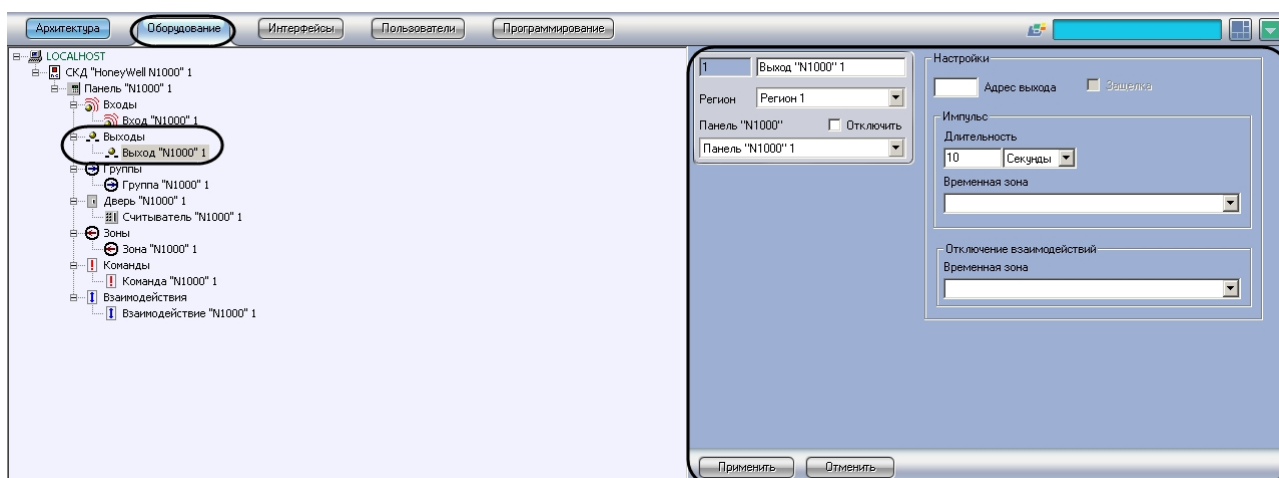 Архитектура Оборудование Интерфейсы Пользователи Программирование
LOCALHOST
СКД "HoneyWell N1000" 1
Панель "N1000" 1
Входы
Вход "N1000" 1
Выходы
Выход "N1000" 1
Группы
Группа "N1000" 1
Дверь "N1000" 1
Считыватель "N1000" 1
Зоны
Зона "N1000" 1
Команды
Команда "N1000" 1
Взаимодействия
Взаимодействие "N1000" 1
1 Выход "N1000" 1
Регион Регион 1
Панель "N1000" Отключить
Панель "N1000" 1
Настройки
Адрес выхода Защелка
Импульс
Длительность
10 Секунды
Временная зона
Отключение взаимодействий
Временная зона
Применить Отменить